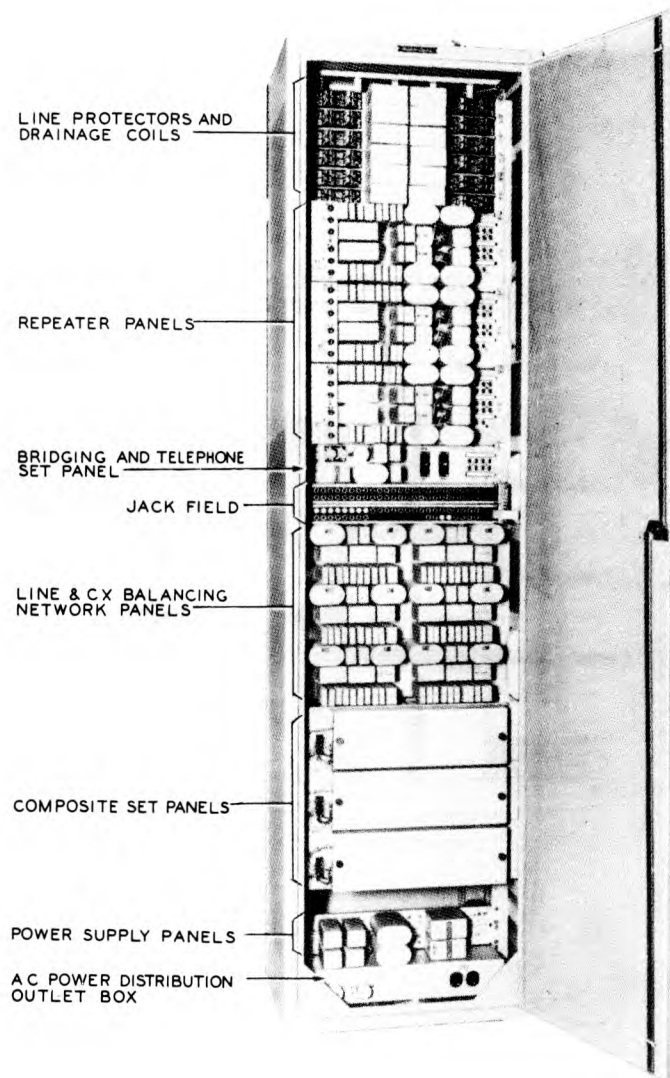 LINE PROTECTORS AND
DRAINAGE COILS
REPEATER PANELS
BRIDGING AND TELEPHONE
SET PANEL
JACK FIELD
LINE & CX BALANCING
NETWORK PANELS
COMPOSITE SET PANELS
POWER SUPPLY PANELS
AC POWER DISTRIBUTION
OUTLET BOX